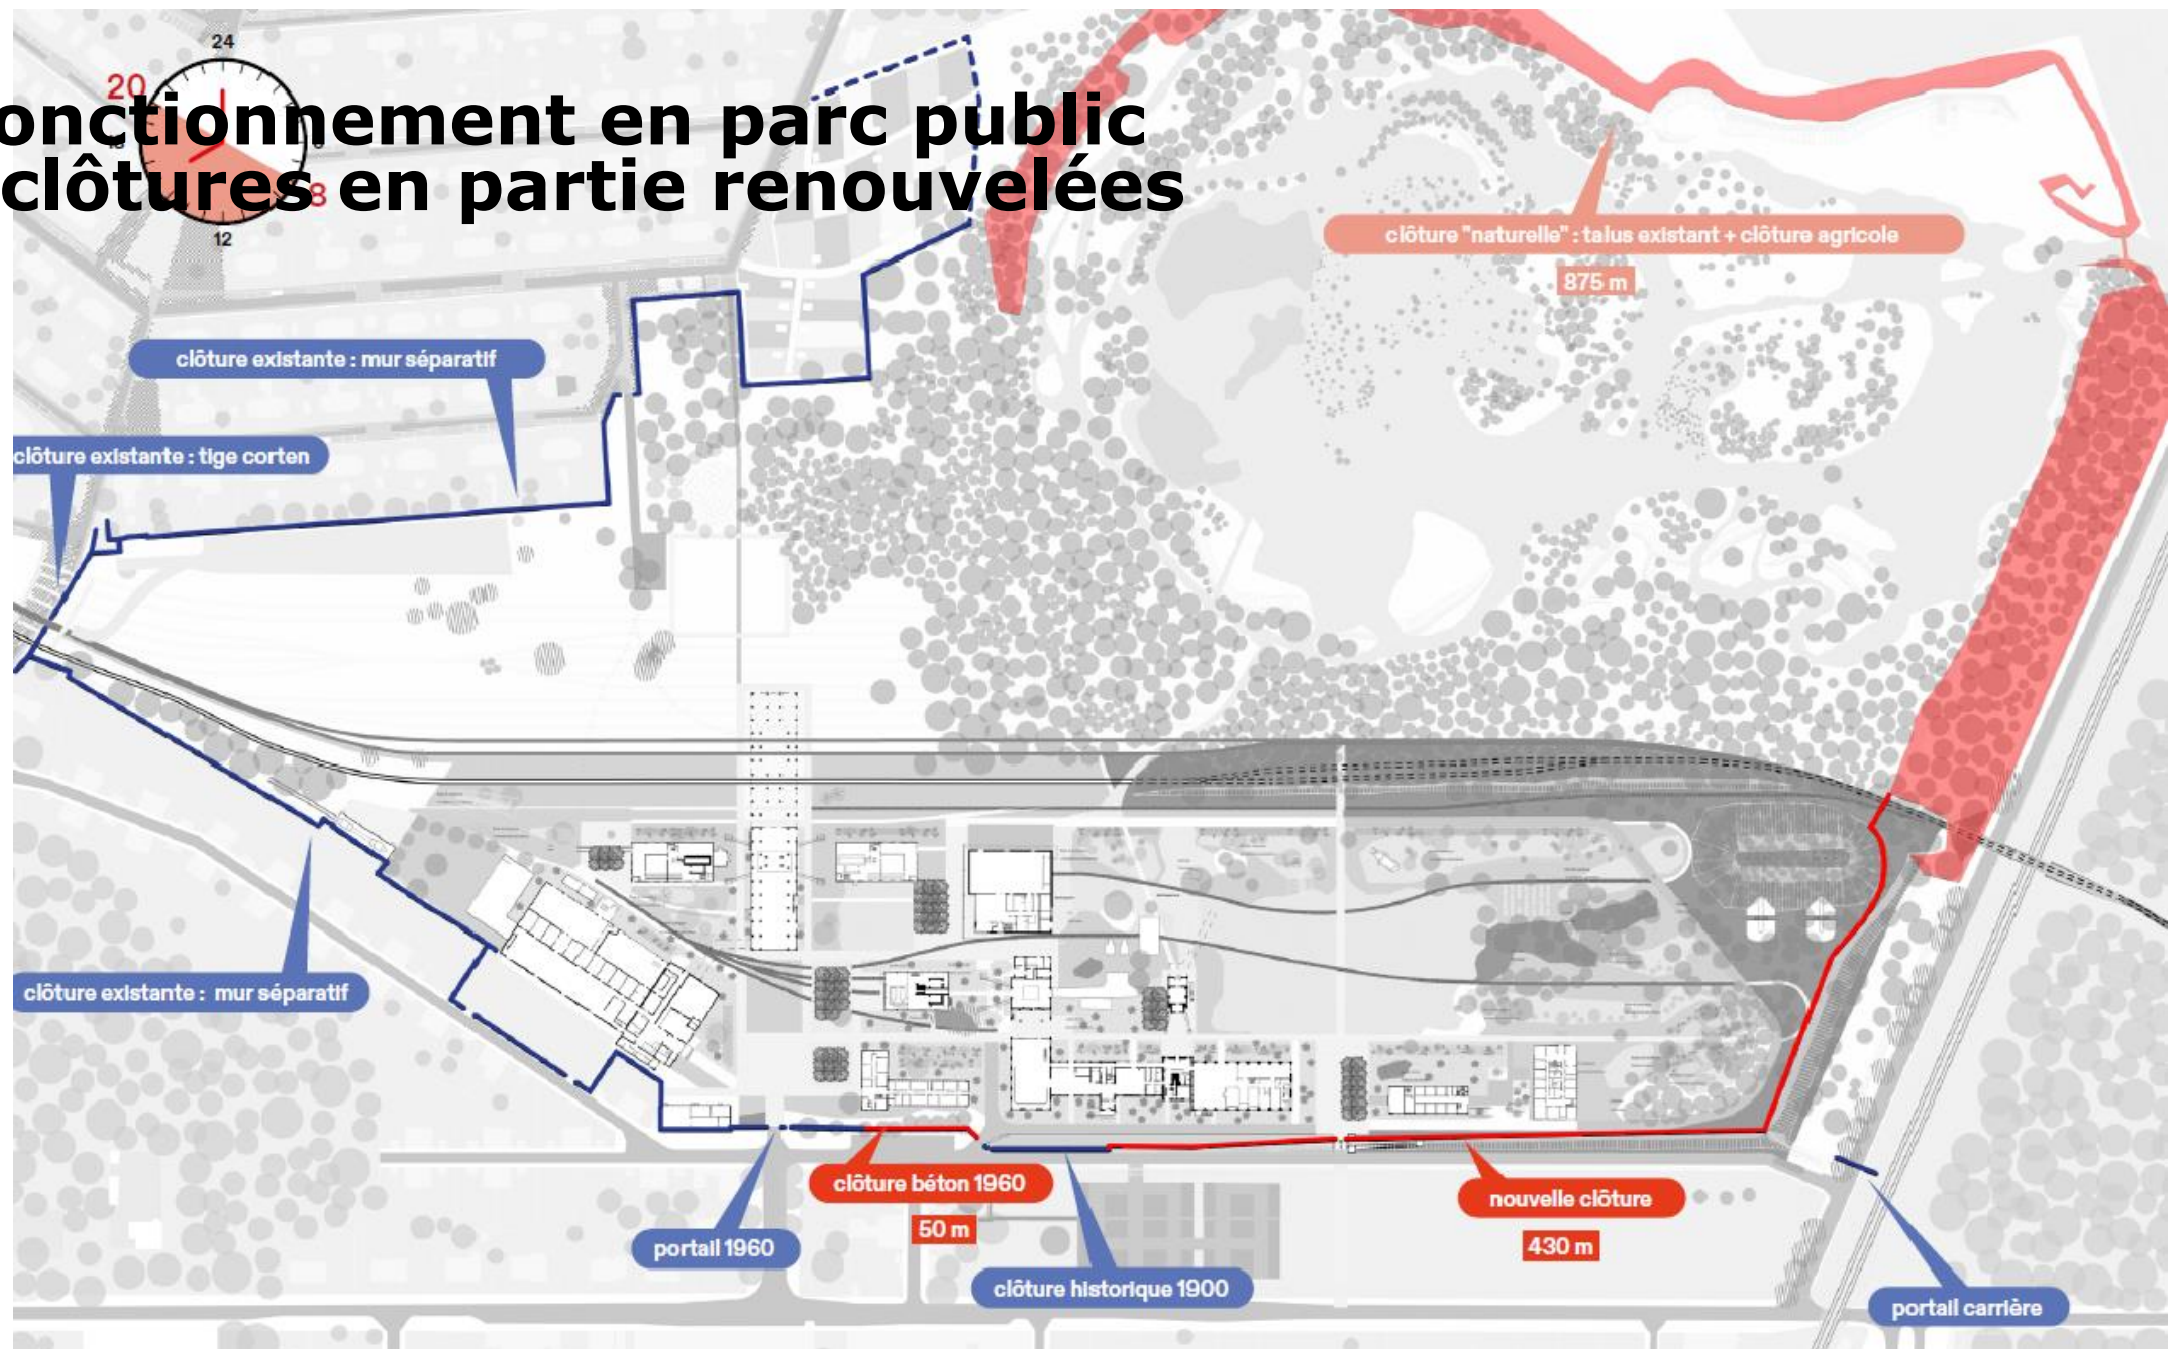 24
20
onctionnement en parc public
clôtures en partie renouvelées
8
12
clôture "naturelle" : talus existant + clôture agricole
875 m
clôture existante : mur séparatif
clôture existante : tige corten
clôture existante : mur séparatif
clôture béton 1960
50 m
portail 1960
clôture historique 1900
nouvelle clôture
430 m
portail carrière